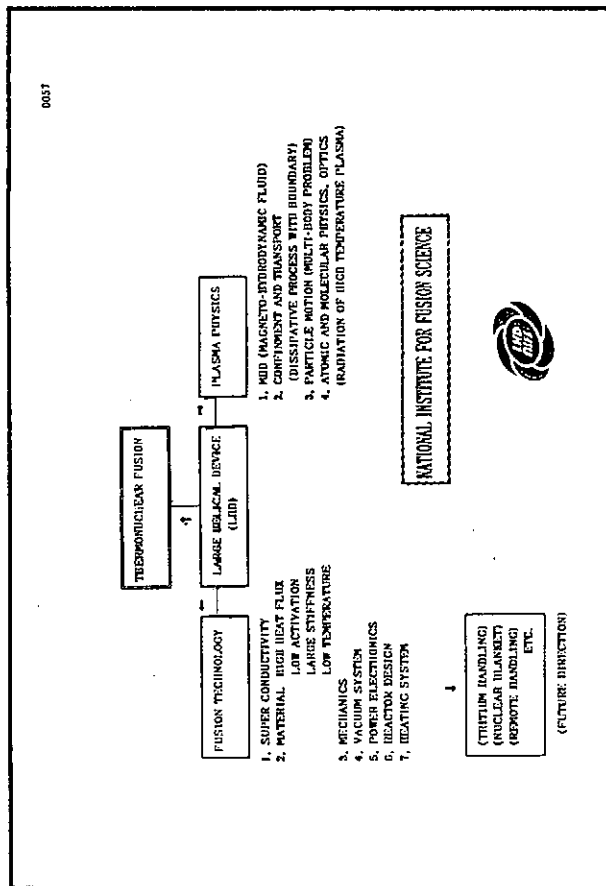 0057
THERMONUCLEAR FUSION
FUSION TECHNOLOGY
LARGE HELICAL DEVICE
(LHD)
PLASMA PHYSICS
1. SUPER CONDUCTIVITY
2. MATERIAL HIGH HEAT FLUX
LOW ACTIVATION
LARGE STIFFNESS
LOW TEMPERATURE
3. MECHANICS
4. VACUUM SYSTEM
5. POWER ELECTRONICS
6. REACTOR DESIGN
7. HEATING SYSTEM
1. MHD (MAGNETO-HYDRODYNAMIC FLUID)
2. CONFINMENT AND TRANSPORT
(DISSIPATIVE PROCESS WITH BOUNDARY)
3. PARTICLE MOTION (MULTI-BODY PROBLEM)
4. ATOMIC AND MOLECULAR PHYSICS, OPTICS
(RADIATION OF HIGH TEMPERATURE PLASMA)
(TRITIUM HANDLING)
(NUCLEAR BLANKET)
(REMOTE HANDLING)
ETC.
(FUTURE DIRECTION)
NATIONAL INSTITUTE FOR FUSION SCIENCE